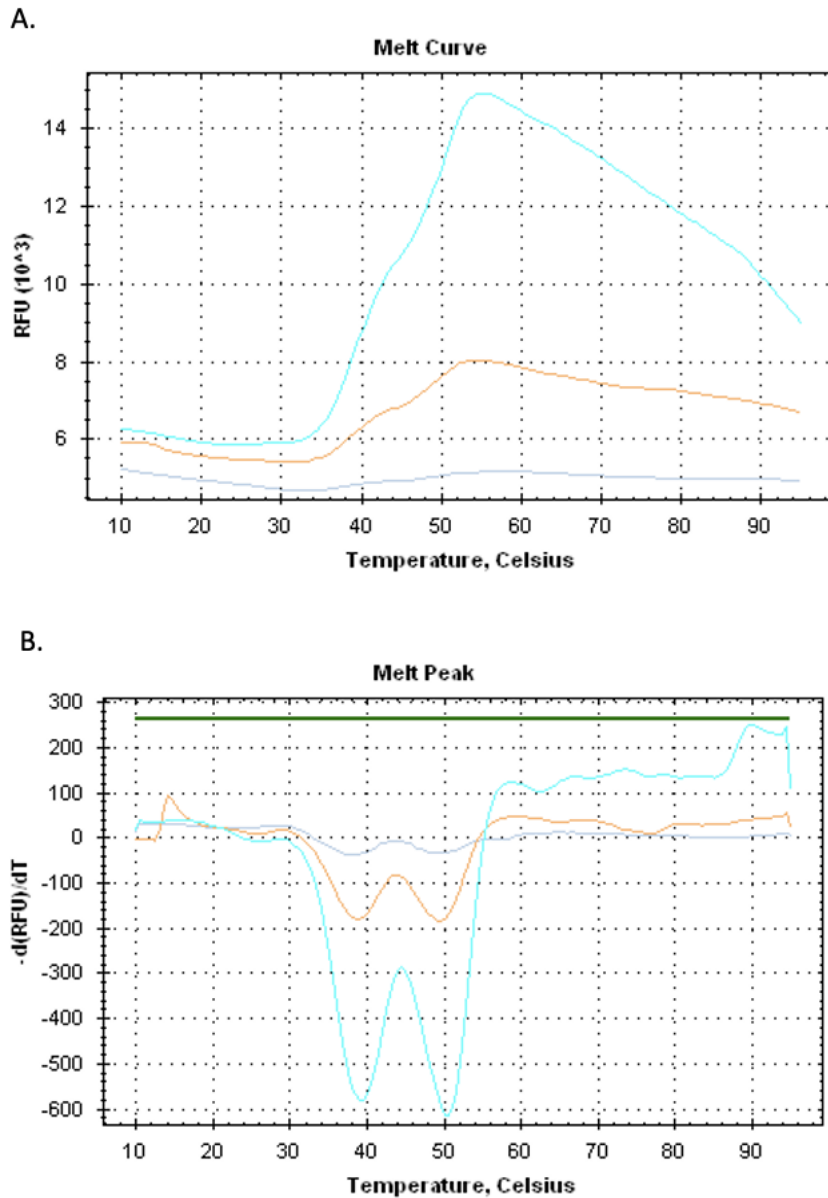 A.
Melt Curve
14
12
10
8
6
RFU (10^3)
10 20 30 40 50 60 70 80 90
Temperature, Celsius
B.
Melt Peak
300
200
100
0
-100
-200
-300
-400
-500
-600
-d(RFU)/dT
10 20 30 40 50 60 70 80 90
Temperature, Celsius